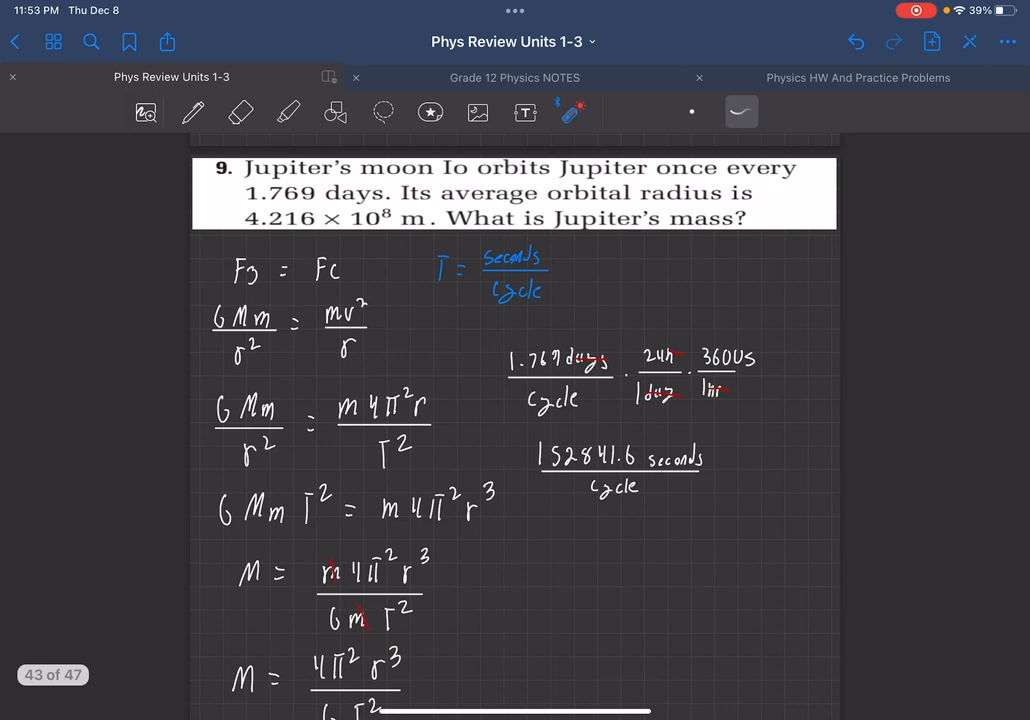 11:53 PM Thu Dec 8
39%
Phys Review Units 1-3
Phys Review Units 1-3
Grade 12 Physics NOTES
Physics HW And Practice Problems
T
9. Jupiter's moon Io orbits Jupiter once every
1.769 days. Its average orbital radius is
4.216 × 10⁸ m. What is Jupiter's mass?
Fg = Fc
T = seconds / cycle
GMm / r² = mv² / r
1.769 days / cycle · 24h / 1day · 3600s / 1hr
GMm / r² = m4π²r / T²
152841.6 seconds / cycle
GMmT² = m4π²r³
M = m4π²r³ / GmT²
M = 4π²r³ / GT²
43 of 47